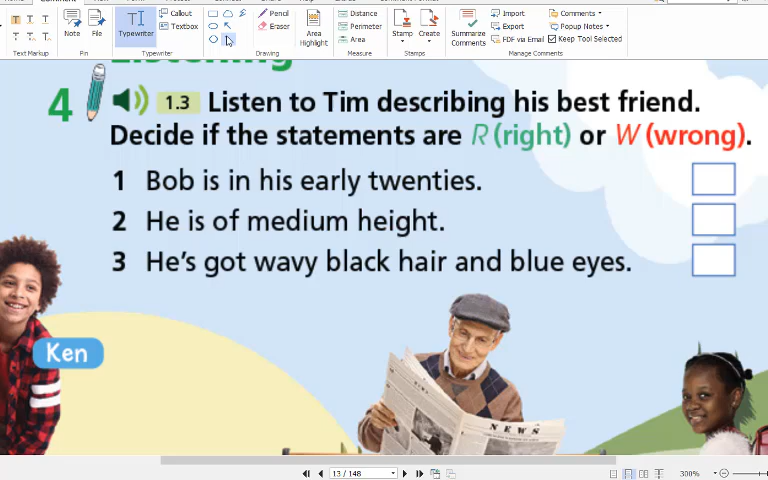 Callout
Pencil
Distance
Import
Comments
Note
File
Typewriter
Textbox
Eraser
Area
Highlight
Perimeter
Area
Stamp
Create
Summarize
Comments
Export
Popup Notes
FDF via Email
Keep Tool Selected
Text Markup
Pin
Typewriter
Drawing
Measure
Stamps
Manage Comments
Listening
4 1.3 Listen to Tim describing his best friend.
Decide if the statements are R (right) or W (wrong).
1 Bob is in his early twenties.
2 He is of medium height.
3 He's got wavy black hair and blue eyes.
Ken
NEWS
13 / 148
300%